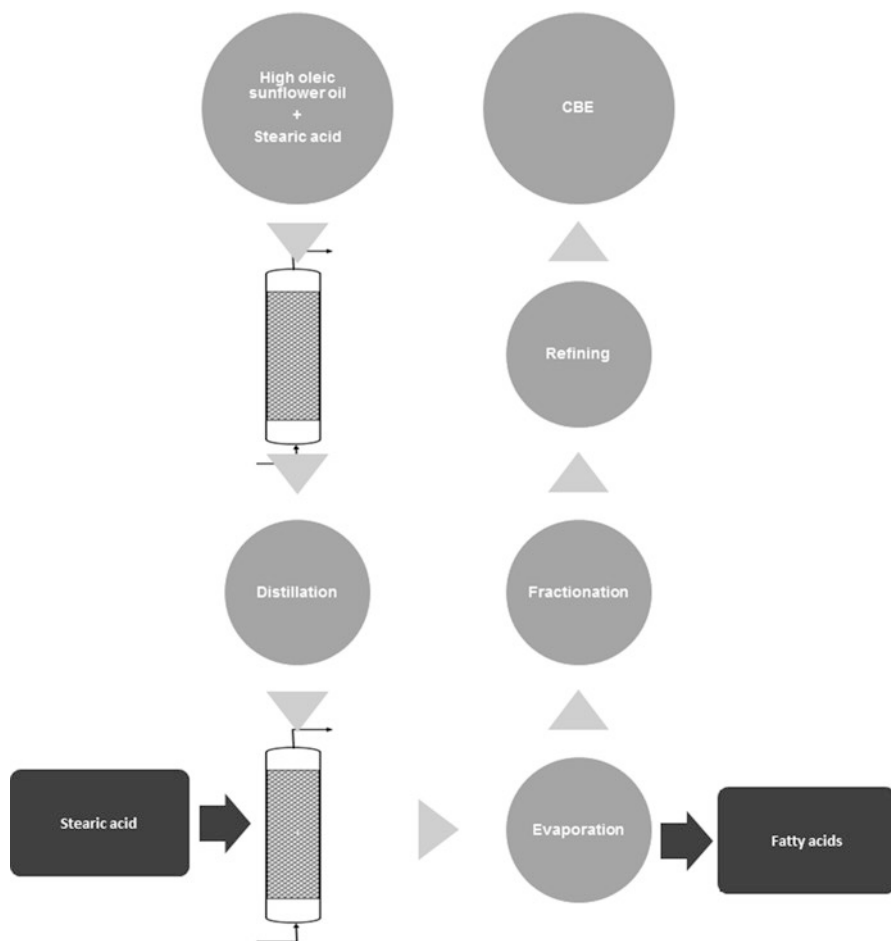 High oleic
sunflower oil
+
Stearic acid
CBE
Refining
Distillation
Fractionation
Stearic acid
Evaporation
Fatty acids